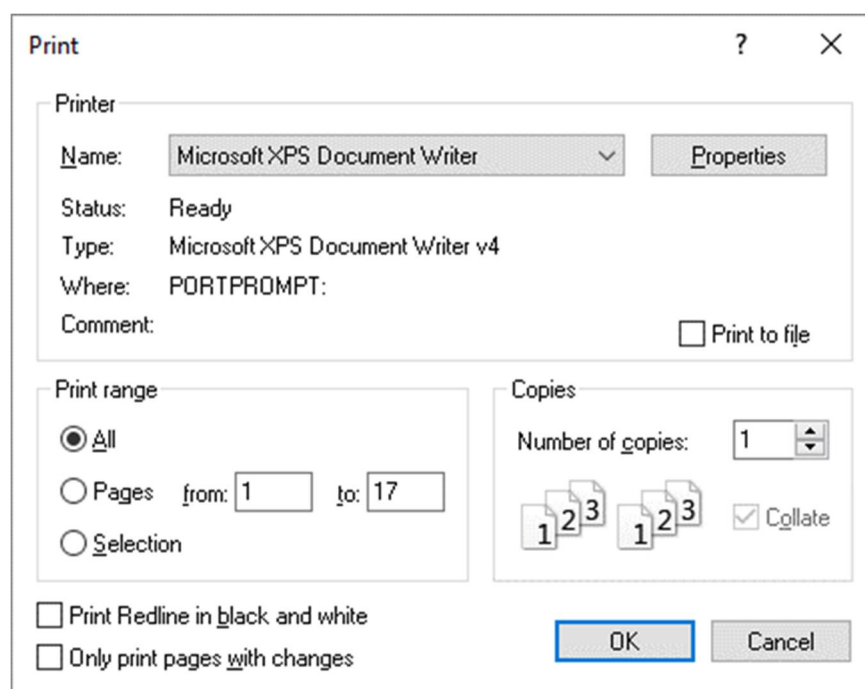 Print ?
Printer
Name: Microsoft XPS Document Writer Properties
Status: Ready
Type: Microsoft XPS Document Writer v4
Where: PORTPROMPT:
Comment:
Print to file
Print range
All
Pages from: 1 to: 17
Selection
Copies
Number of copies: 1
1 2 3 1 2 3
Collate
Print Redline in black and white
Only print pages with changes
OK Cancel